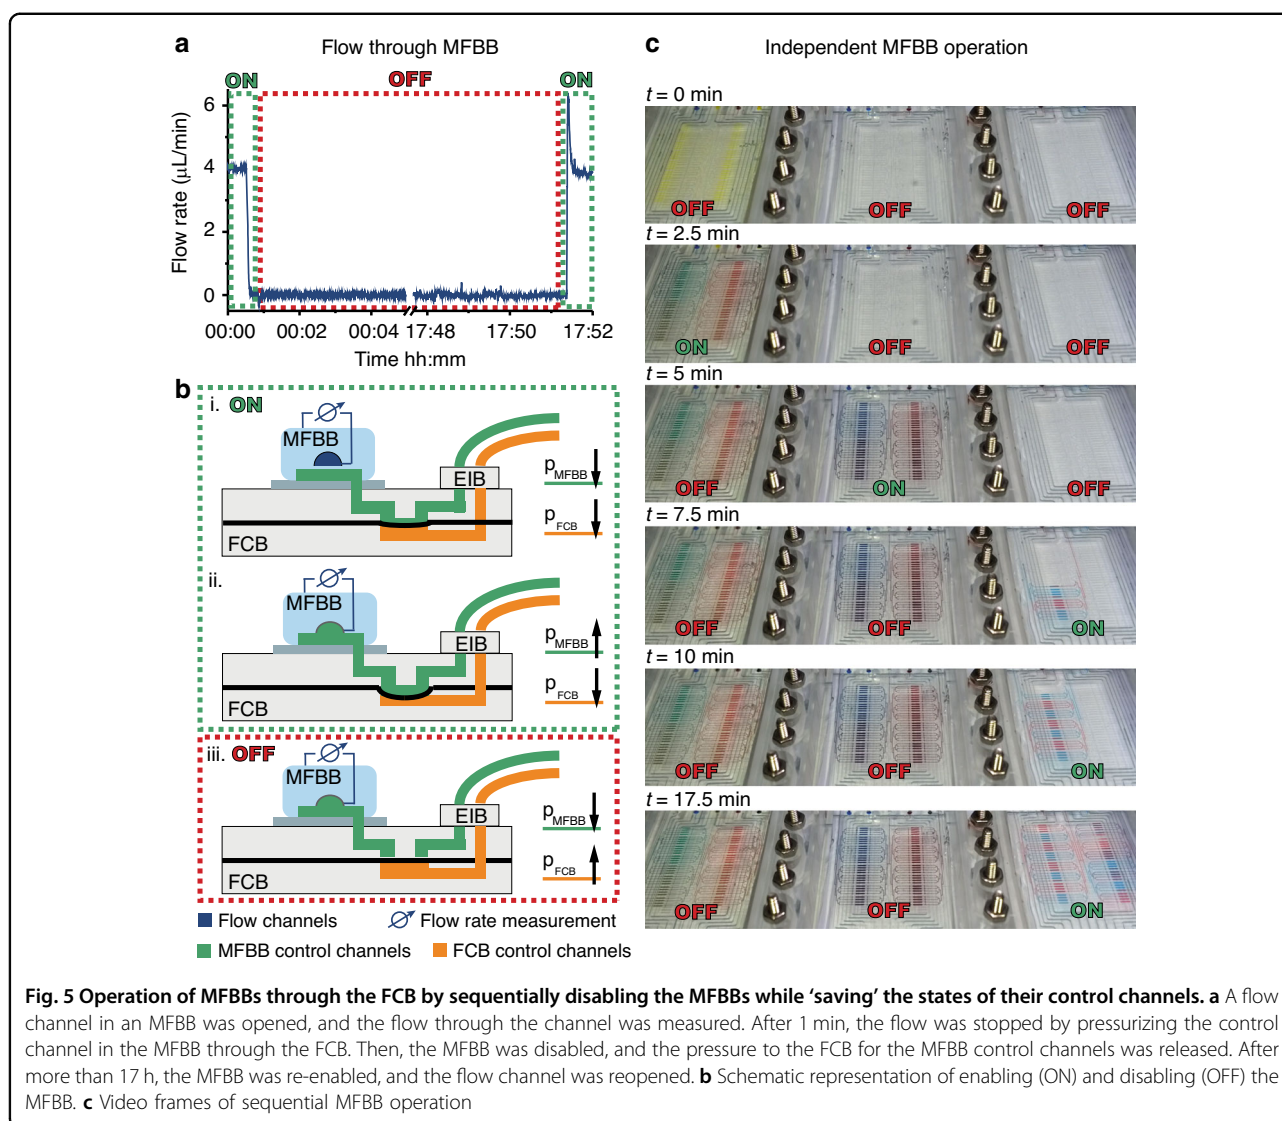 a
Flow through MFBB
ON
OFF
ON
6
4
2
0
Flow rate (µL/min)
00:00
00:02
00:04
17:48
17:50
17:52
Time hh:mm
b
i. ON
MFBB
EIB
FCB
pMFBB
pFCB
ii.
MFBB
EIB
FCB
pMFBB
pFCB
iii. OFF
MFBB
EIB
FCB
pMFBB
pFCB
Flow channels
Flow rate measurement
MFBB control channels
FCB control channels
c
Independent MFBB operation
t = 0 min
OFF
OFF
OFF
t = 2.5 min
ON
OFF
OFF
t = 5 min
OFF
ON
OFF
t = 7.5 min
OFF
OFF
ON
t = 10 min
OFF
OFF
ON
t = 17.5 min
OFF
OFF
ON
Fig. 5 Operation of MFBBs through the FCB by sequentially disabling the MFBBs while ‘saving’ the states of their control channels. a A flow
channel in an MFBB was opened, and the flow through the channel was measured. After 1 min, the flow was stopped by pressurizing the control
channel in the MFBB through the FCB. Then, the MFBB was disabled, and the pressure to the FCB for the MFBB control channels was released. After
more than 17 h, the MFBB was re-enabled, and the flow channel was reopened. b Schematic representation of enabling (ON) and disabling (OFF) the
MFBB. c Video frames of sequential MFBB operation